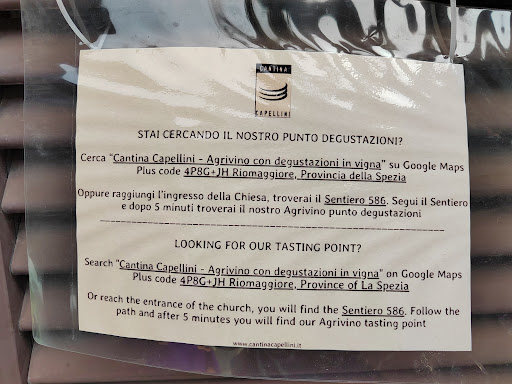 CANTINA
CAPELLINI
STAI CERCANDO IL NOSTRO PUNTO DEGUSTAZIONI?
Cerca "Cantina Capellini - Agrivino con degustazioni in vigna" su Google Maps
Plus code 4P8G+JH Riomaggiore, Provincia della Spezia
Oppure raggiungi l'ingresso della Chiesa, troverai il Sentiero 586. Segui il Sentiero
e dopo 5 minuti troverai il nostro Agrivino punto degustazioni
LOOKING FOR OUR TASTING POINT?
Search "Cantina Capellini - Agrivino con degustazioni in vigna" on Google Maps
Plus code 4P8G+JH Riomaggiore, Province of La Spezia
Or reach the entrance of the church, you will find the Sentiero 586. Follow the
path and after 5 minutes you will find our Agrivino tasting point
www.cantinacapellini.it